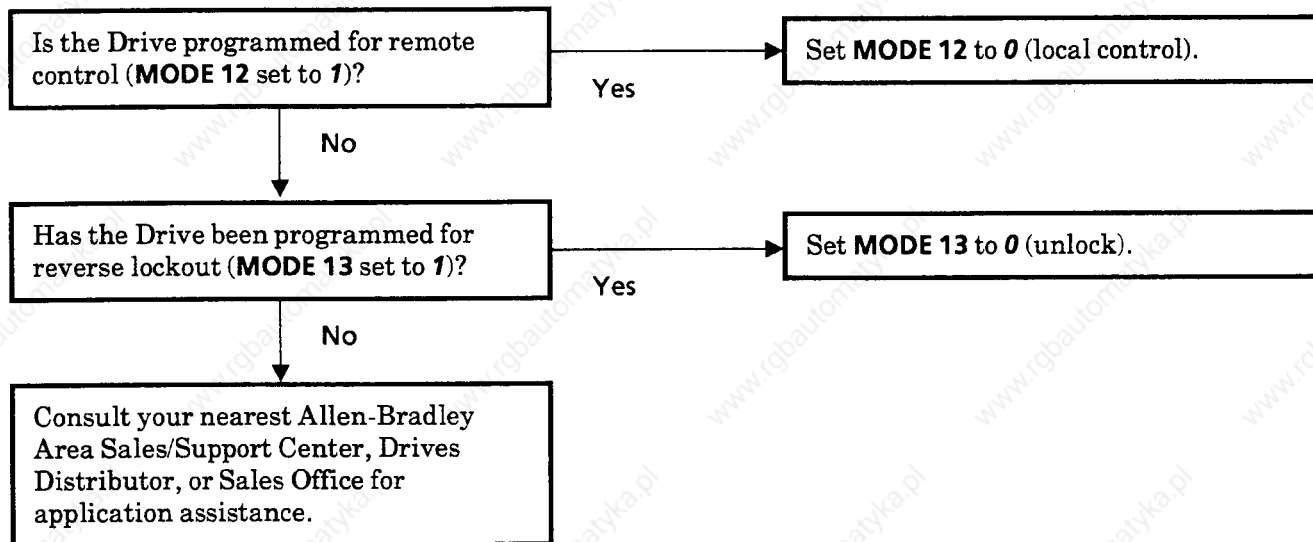 Is the Drive programmed for remote
control (MODE 12 set to 1)?
Yes
Set MODE 12 to 0 (local control).
No
Has the Drive been programmed for
reverse lockout (MODE 13 set to 1)?
Yes
Set MODE 13 to 0 (unlock).
No
Consult your nearest Allen-Bradley
Area Sales/Support Center, Drives
Distributor, or Sales Office for
application assistance.
www.rgbautomatyka.pl